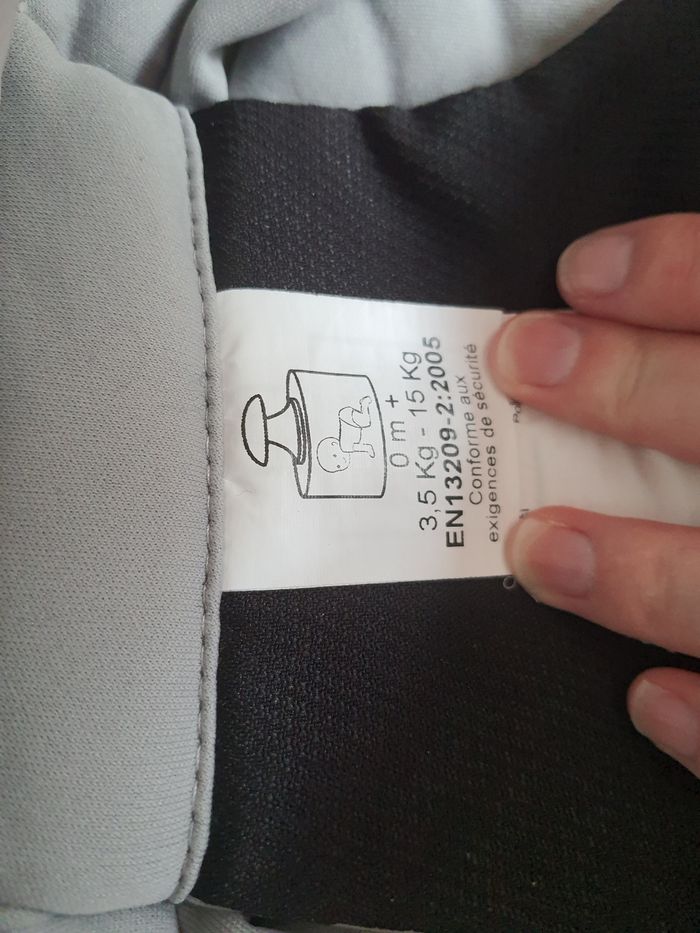 0 m +
3,5 Kg - 15 Kg
EN13209-2:2005
Conforme aux
exigences de sécurité